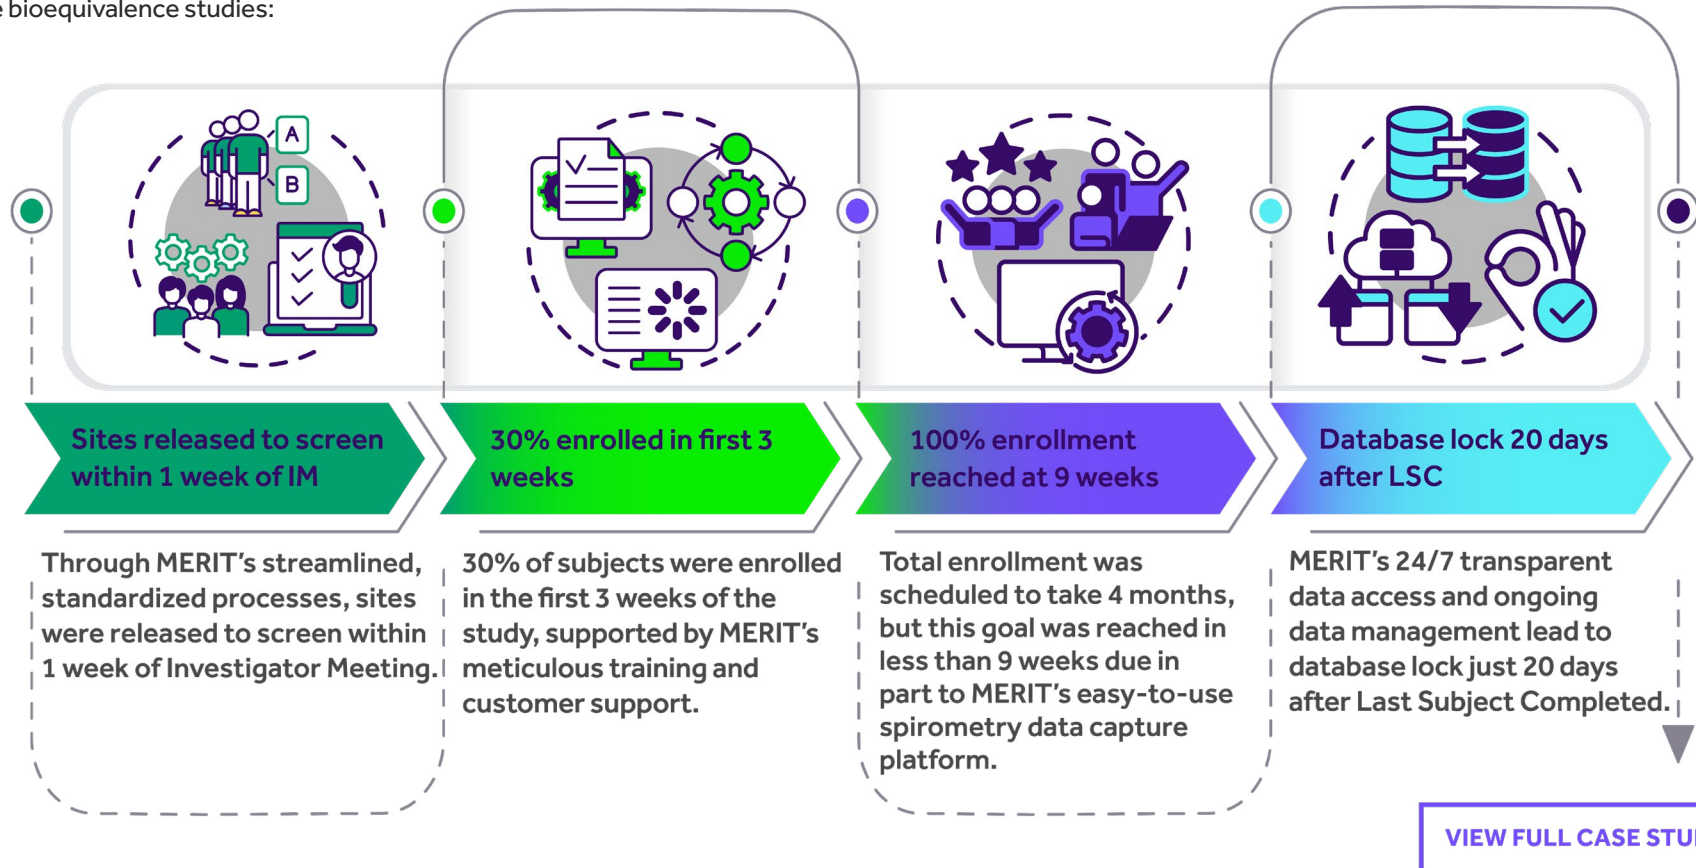 bioequivalence studies:
A
B
Sites released to screen
within 1 week of IM
30% enrolled in first 3
weeks
100% enrollment
reached at 9 weeks
Database lock 20 days
after LSC
Through MERIT’s streamlined,
standardized processes, sites
were released to screen within
1 week of Investigator Meeting.
30% of subjects were enrolled
in the first 3 weeks of the
study, supported by MERIT’s
meticulous training and
customer support.
Total enrollment was
scheduled to take 4 months,
but this goal was reached in
less than 9 weeks due in
part to MERIT’s easy-to-use
spirometry data capture
platform.
MERIT’s 24/7 transparent
data access and ongoing
data management lead to
database lock just 20 days
after Last Subject Completed.
VIEW FULL CASE